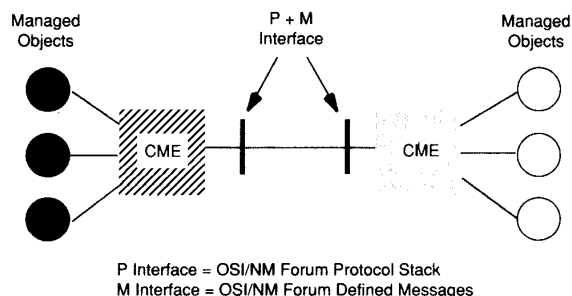 Managed
Objects
P + M
Interface
Managed
Objects
CME
CME
P Interface = OSI/NM Forum Protocol Stack
M Interface = OSI/NM Forum Defined Messages